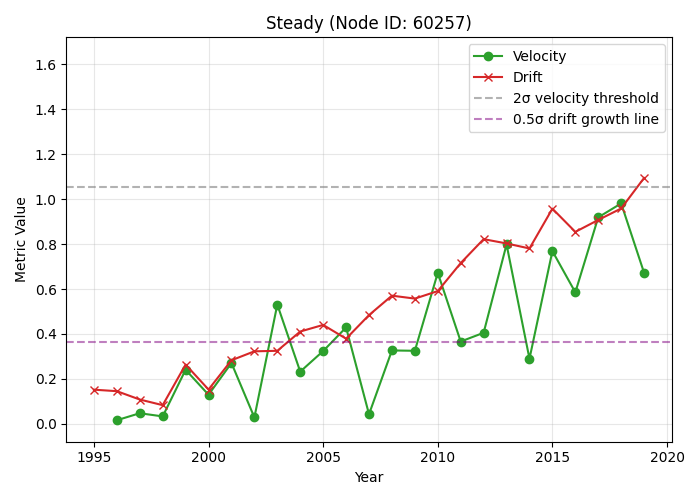 Steady (Node ID: 60257)
Velocity
Drift
2σ velocity threshold
0.5σ drift growth line
Metric Value
1.6
1.4
1.2
1.0
0.8
0.6
0.4
0.2
0.0
1995 2000 2005 2010 2015 2020
Year